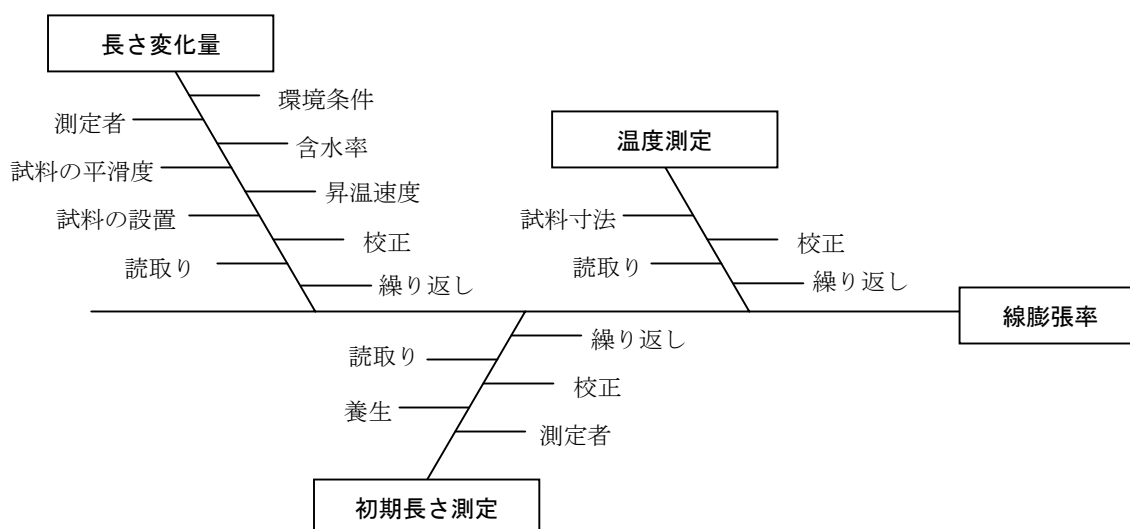 長さ変化量
環境条件
測定者
含水率
試料の平滑度
昇温速度
試料の設置
校正
読取り
繰り返し
温度測定
試料寸法
校正
読取り
繰り返し
線膨張率
繰り返し
読取り
校正
養生
測定者
初期長さ測定